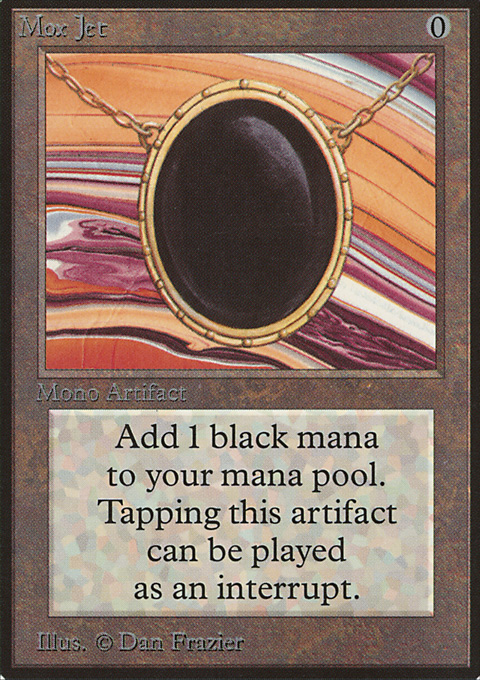 Mox Jet 0
Mono Artifact
Add 1 black mana
to your mana pool.
Tapping this artifact
can be played
as an interrupt.
Illus. © Dan Frazier